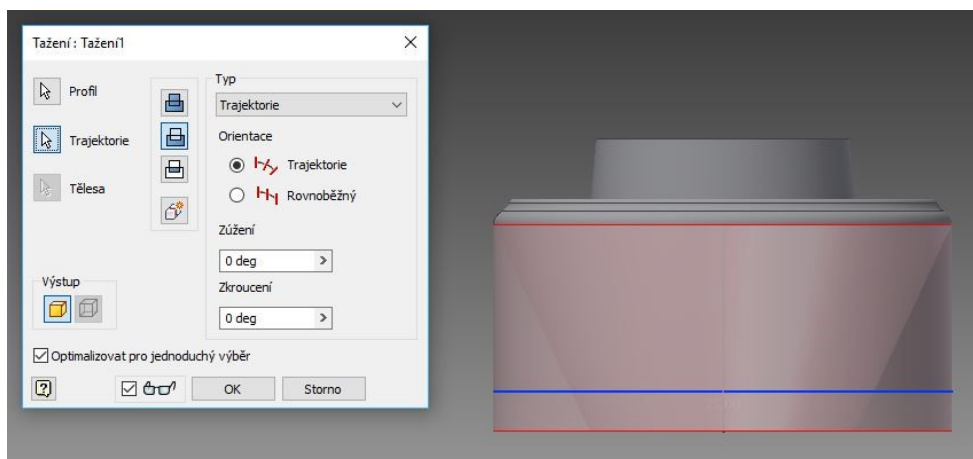 Tažení : Tažení1
Profil
Trajektorie
Tělesa
Výstup
Typ
Trajektorie
Orientace
Trajektorie
Rovnoběžný
Zúžení
0 deg
Zkroucení
0 deg
Optimalizovat pro jednoduchý výběr
OK
Storno